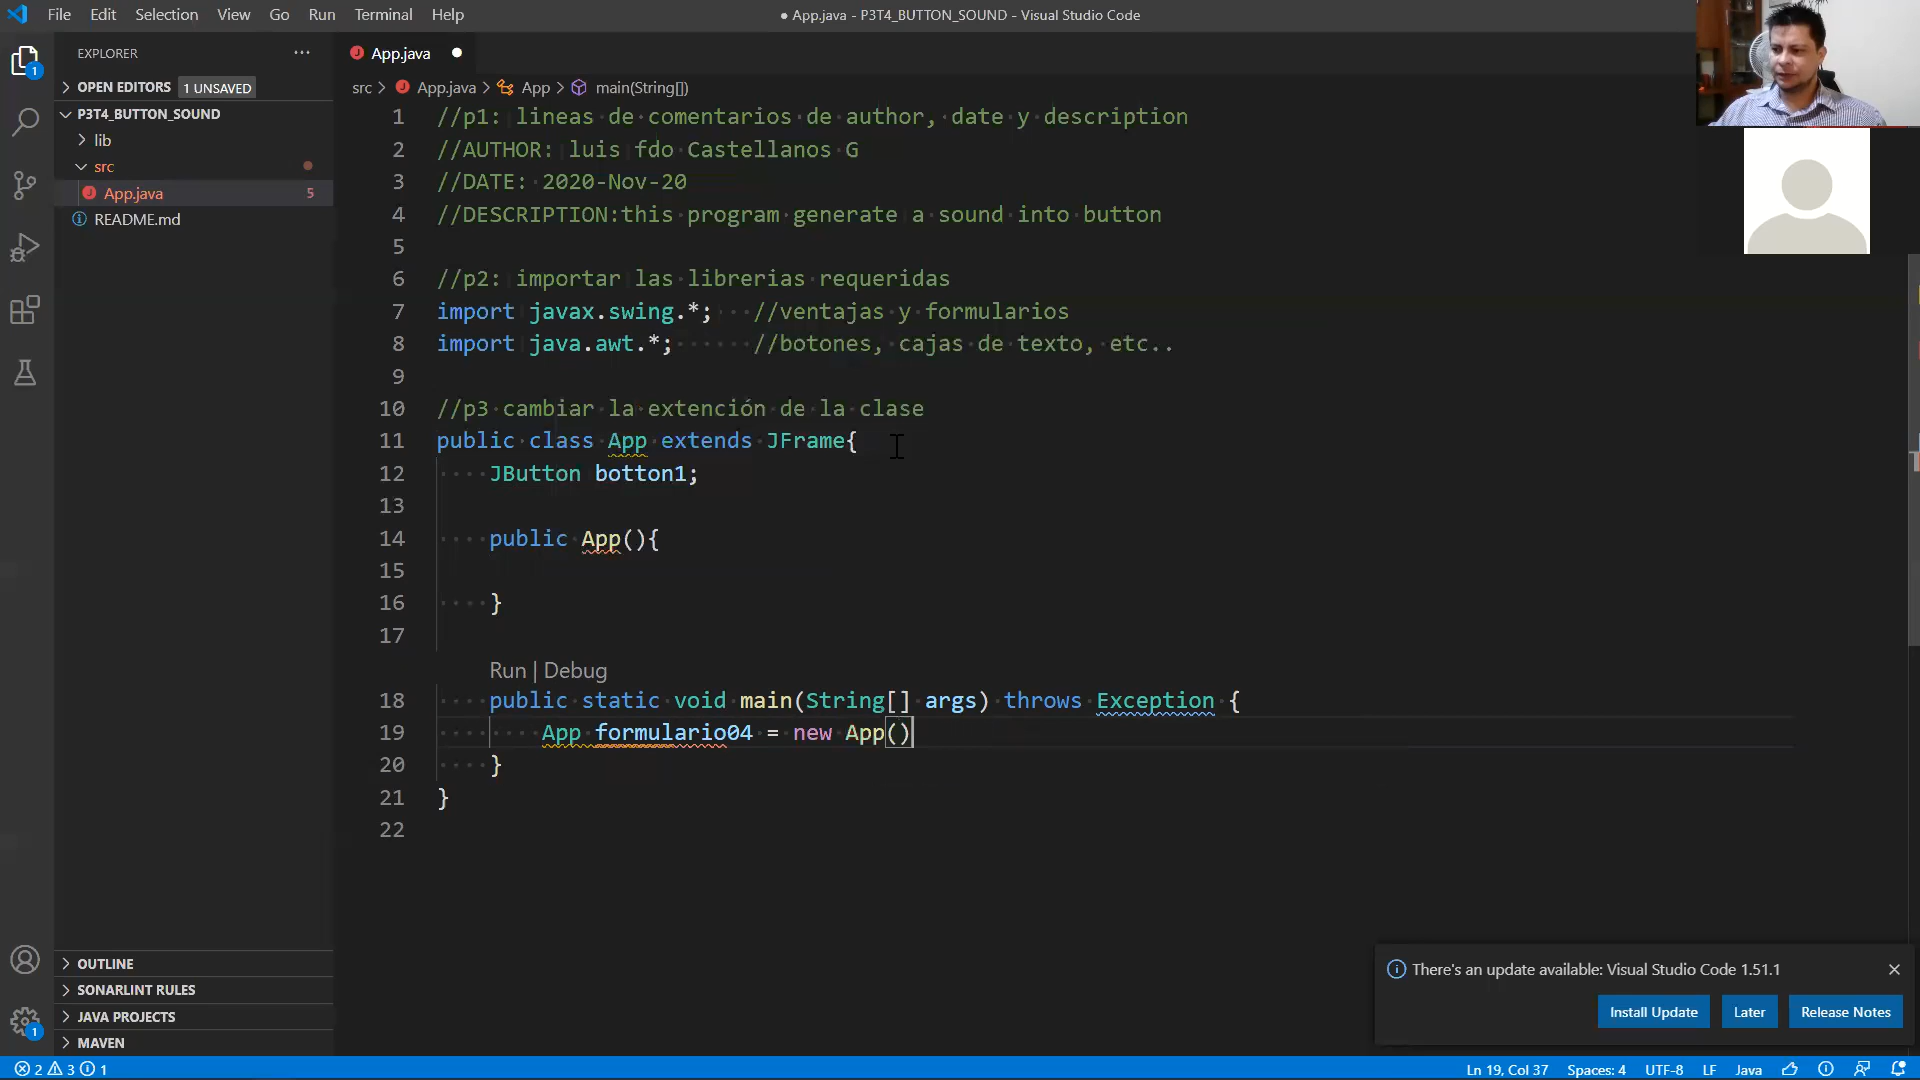 File Edit Selection View Go Run Terminal Help
● App.java - P3T4_BUTTON_SOUND - Visual Studio Code
EXPLORER ···
1
OPEN EDITORS 1 UNSAVED
P3T4_BUTTON_SOUND
lib
src
App.java 5
README.md
OUTLINE
SONARLINT RULES
JAVA PROJECTS
MAVEN
1
App.java ●
src > App.java > App > main(String[])
1 //p1: lineas de comentarios de author, date y description
2 //AUTHOR: luis fdo Castellanos G
3 //DATE: 2020-Nov-20
4 //DESCRIPTION:this program generate a sound into button
5
6 //p2: importar las librerias requeridas
7 import javax.swing.*; //ventajas y formularios
8 import java.awt.*; //botones, cajas de texto, etc..
9
10 //p3 cambiar la extención de la clase
11 public class App extends JFrame{
12 JButton botton1;
13
14 public App(){
15
16 }
17
Run | Debug
18 public static void main(String[] args) throws Exception {
19 App formulario04 = new App()
20 }
21 }
22
There's an update available: Visual Studio Code 1.51.1
Install Update Later Release Notes
2 3 1
Ln 19, Col 37 Spaces: 4 UTF-8 LF Java